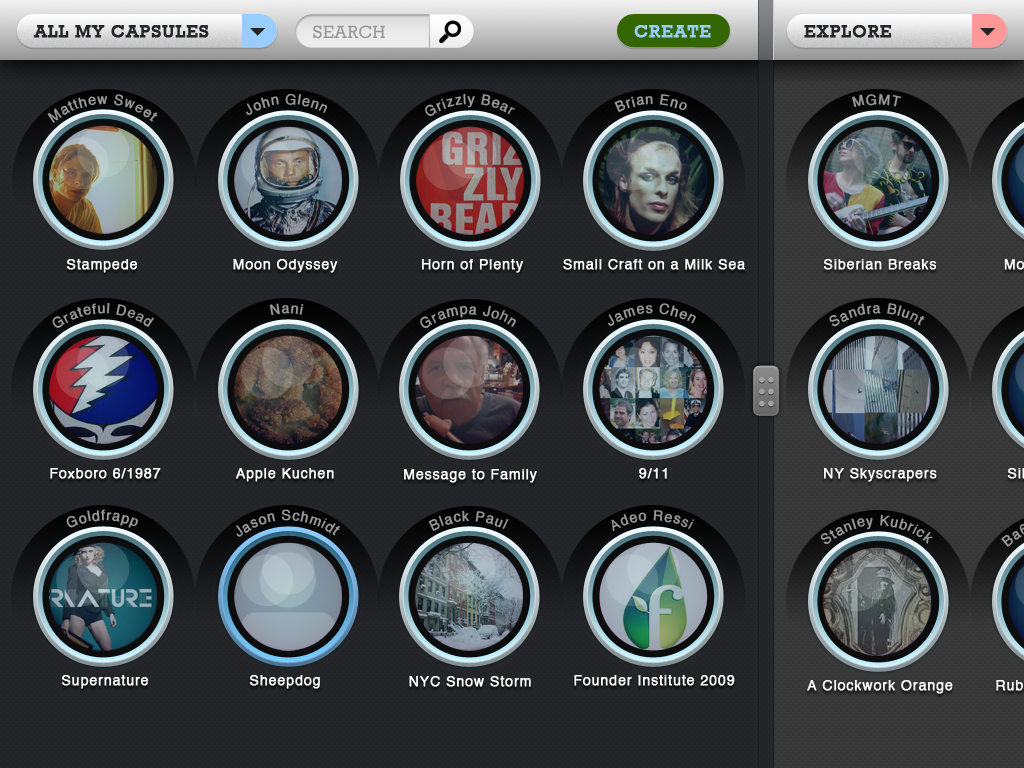 ALL MY CAPSULES
SEARCH
CREATE
EXPLORE
Matthew Sweet
John Glenn
Grizzly Bear
Brian Eno
MGMT
GRIZ
ZLY
BEAR
Stampede
Moon Odyssey
Horn of Plenty
Small Craft on a Milk Sea
Siberian Breaks
Mo
Grateful Dead
Nani
Grampa John
James Chen
Sandra Blunt
Foxboro 6/1987
Apple Kuchen
Message to Family
9/11
NY Skyscrapers
Sil
Goldfrapp
Jason Schmidt
Black Paul
Adeo Ressi
Stanley Kubrick
Bae
RNATURE
f
Supernature
Sheepdog
NYC Snow Storm
Founder Institute 2009
A Clockwork Orange
Rub